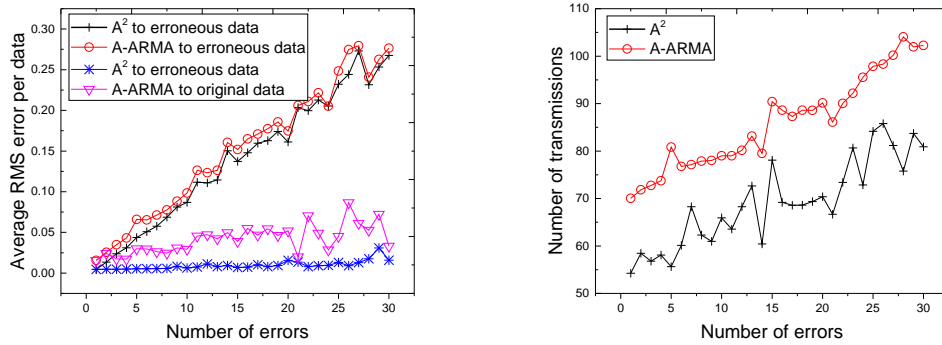 Average RMS error per data
0.30
0.25
0.20
0.15
0.10
0.05
0.00
A² to erroneous data
A-ARMA to erroneous data
A² to erroneous data
A-ARMA to original data
0 5 10 15 20 25 30
Number of errors
Number of transmissions
110
100
90
80
70
60
50
A²
A-ARMA
0 5 10 15 20 25 30
Number of errors